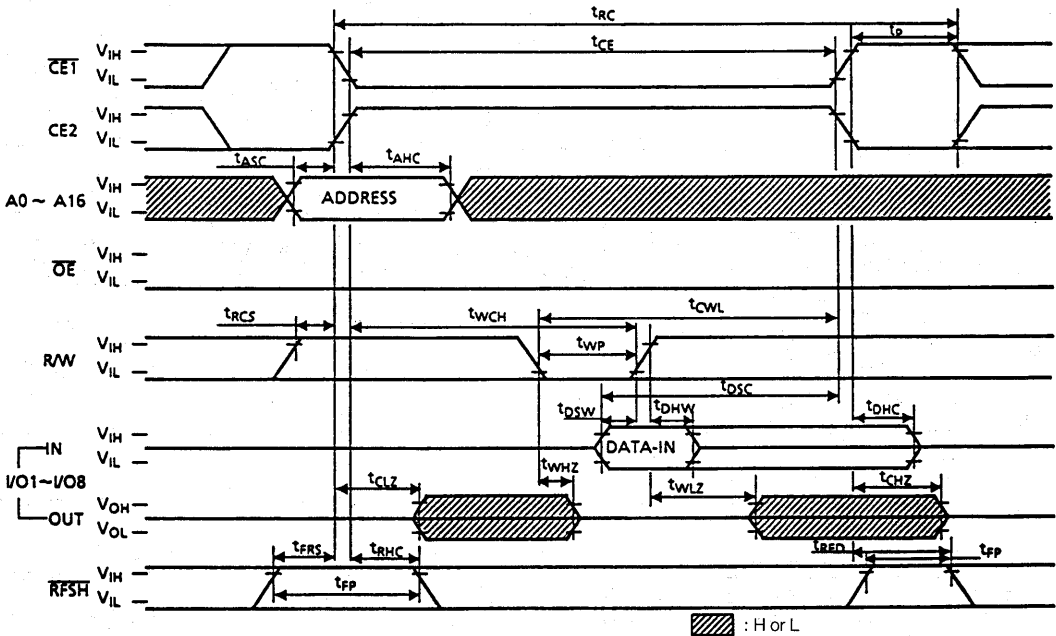 tRC
tCE
tP
CE1
VIH
VIL
CE2
VIH
VIL
tASC
tAHC
A0 ~ A16
VIH
VIL
ADDRESS
OE
VIH
VIL
tRCS
tWCH
tCWL
R/W
VIH
VIL
tWP
tDSC
tDSW
tDHW
tDHC
IN
VIH
VIL
DATA-IN
I/O1~I/O8
tWHZ
tCLZ
tWLZ
tCHZ
OUT
VOH
VOL
tFRS
tRHC
tRFD
tFP
RFSH
VIH
VIL
tFP
: H or L